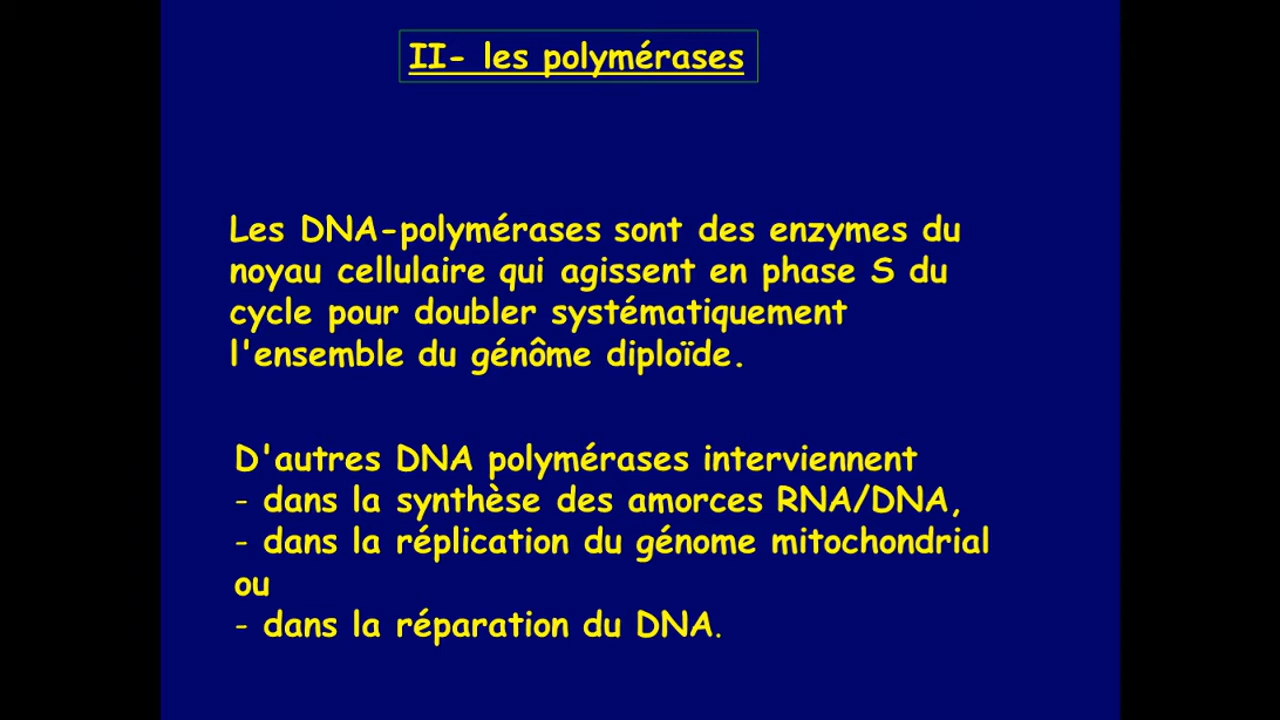 II- les polymérases
Les DNA-polymérases sont des enzymes du
noyau cellulaire qui agissent en phase S du
cycle pour doubler systématiquement
l'ensemble du génôme diploïde.
D'autres DNA polymérases interviennent
- dans la synthèse des amorces RNA/DNA,
- dans la réplication du génome mitochondrial
ou
- dans la réparation du DNA.